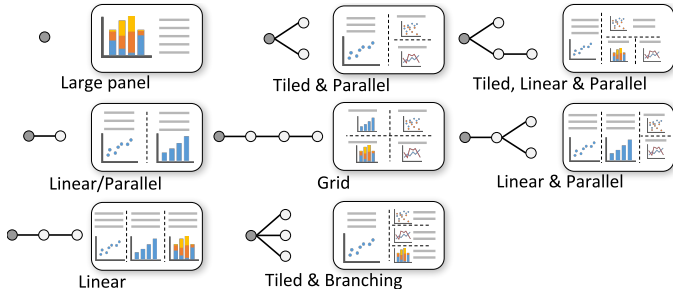 Large panel
Tiled & Parallel
Tiled, Linear & Parallel
Linear/Parallel
Grid
Linear & Parallel
Linear
Tiled & Branching